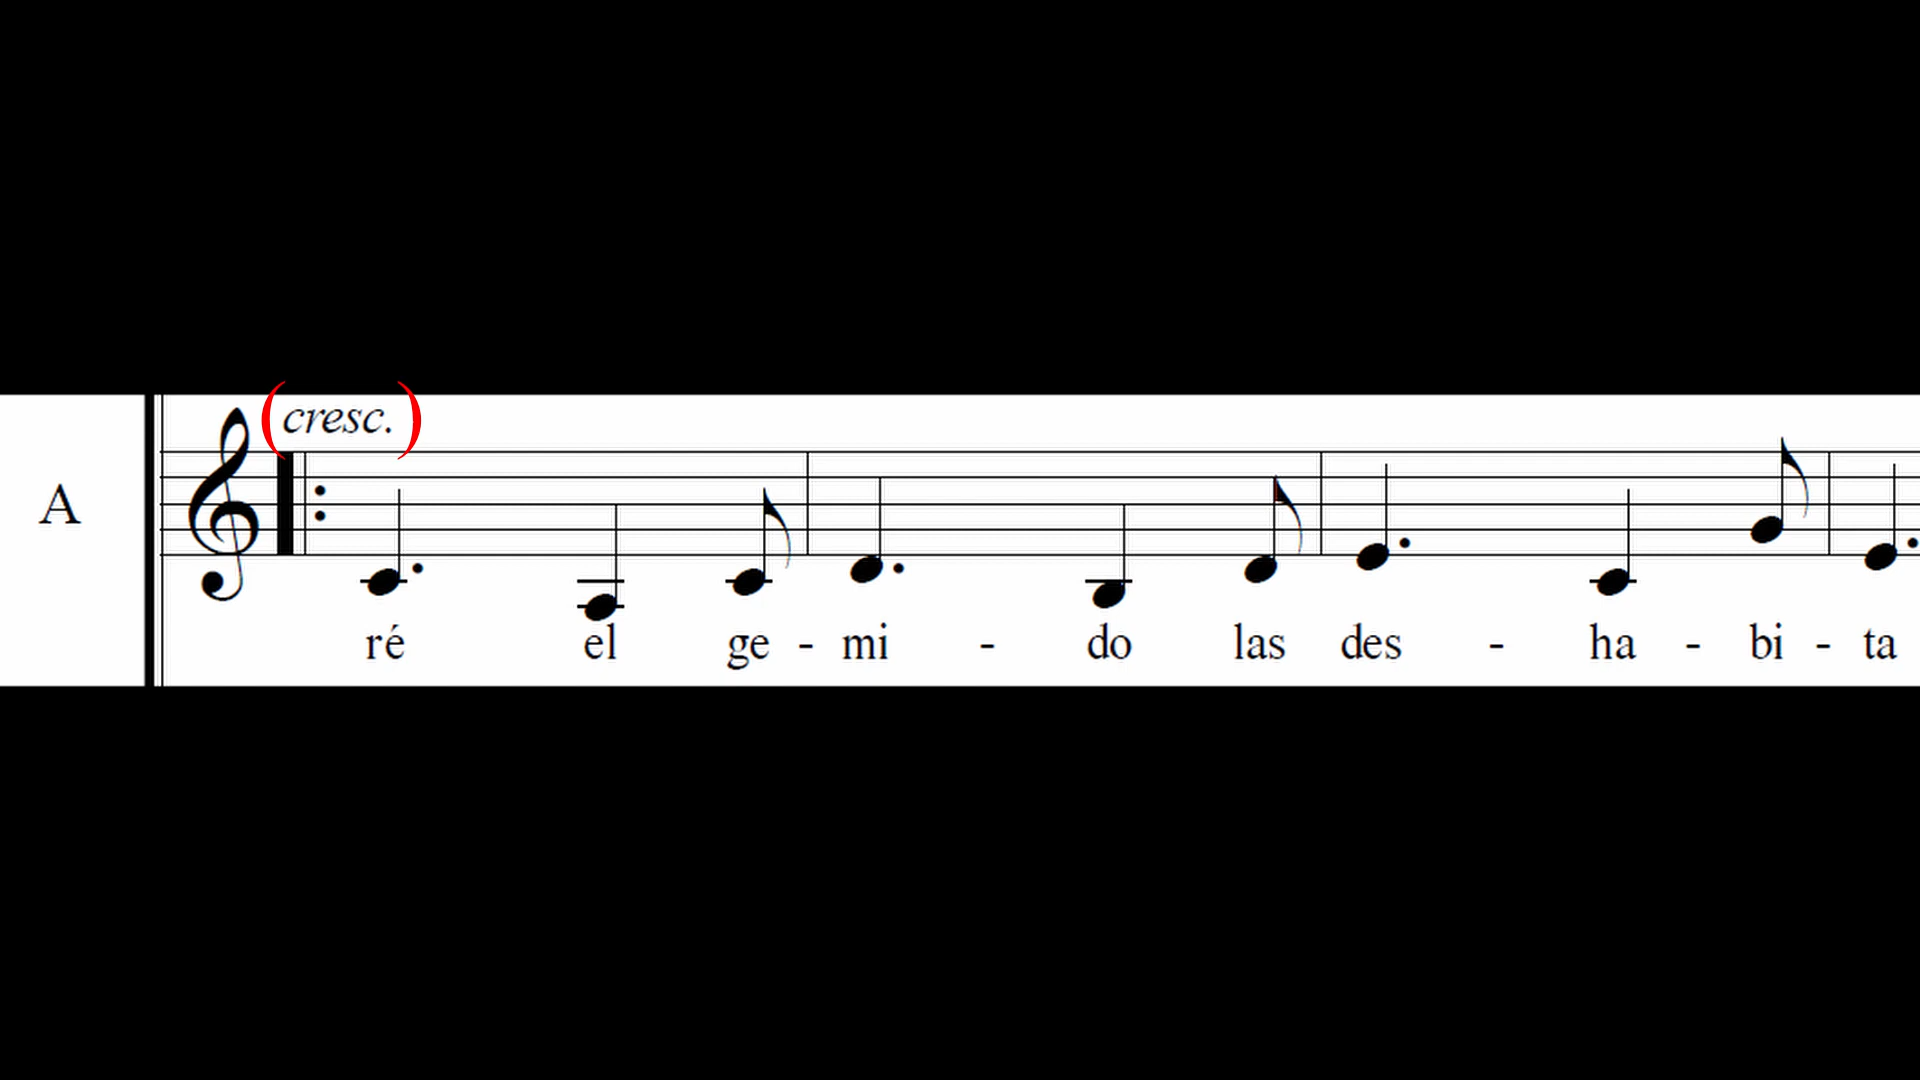 (cresc.)
A
ré el ge - mi - do las des - ha - bi - ta